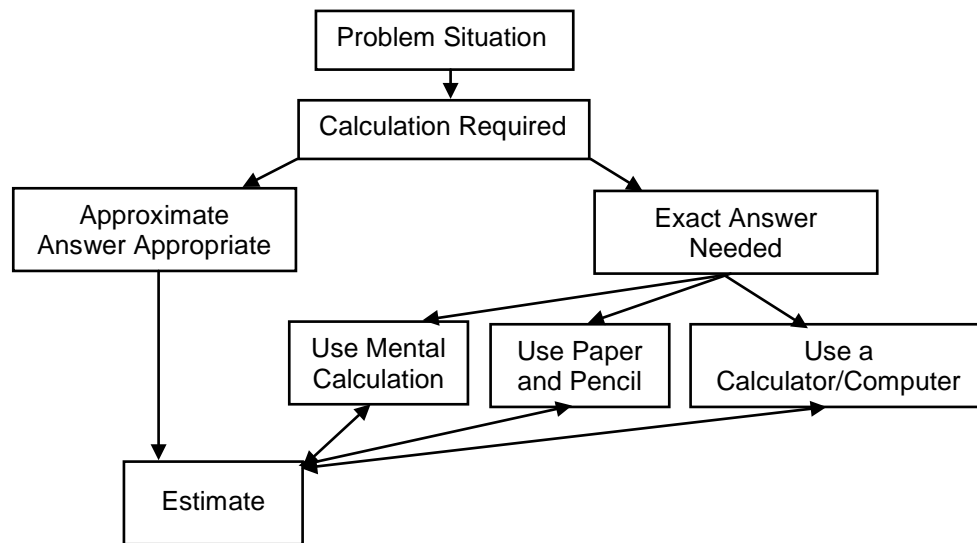 Problem Situation
Calculation Required
Approximate
Answer Appropriate
Exact Answer
Needed
Use Mental
Calculation
Use Paper
and Pencil
Use a
Calculator/Computer
Estimate